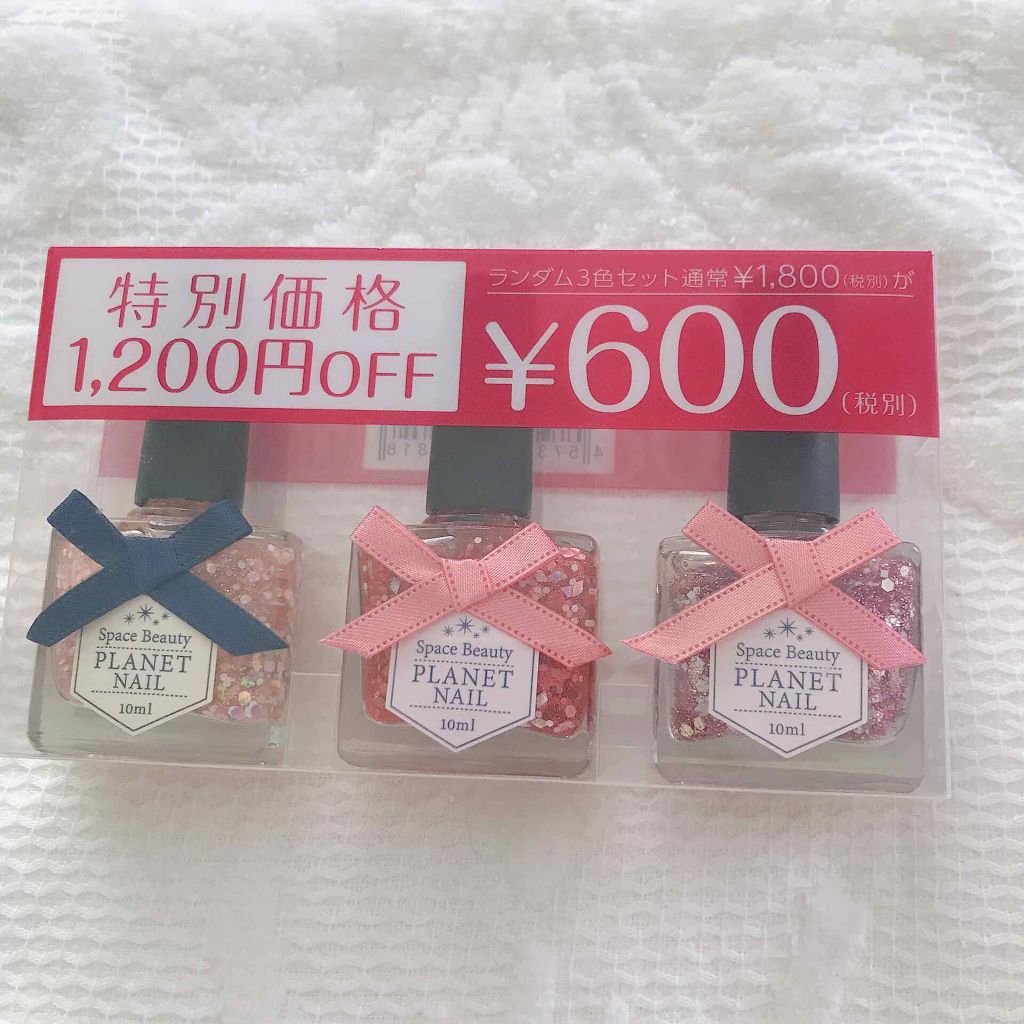 特別価格
1,200円OFF
ランダム3色セット通常¥1,800(税別)が
¥600(税別)
Space Beauty
PLANET
NAIL
10ml
Space Beauty
PLANET
NAIL
10ml
Space Beauty
PLANET
NAIL
10ml